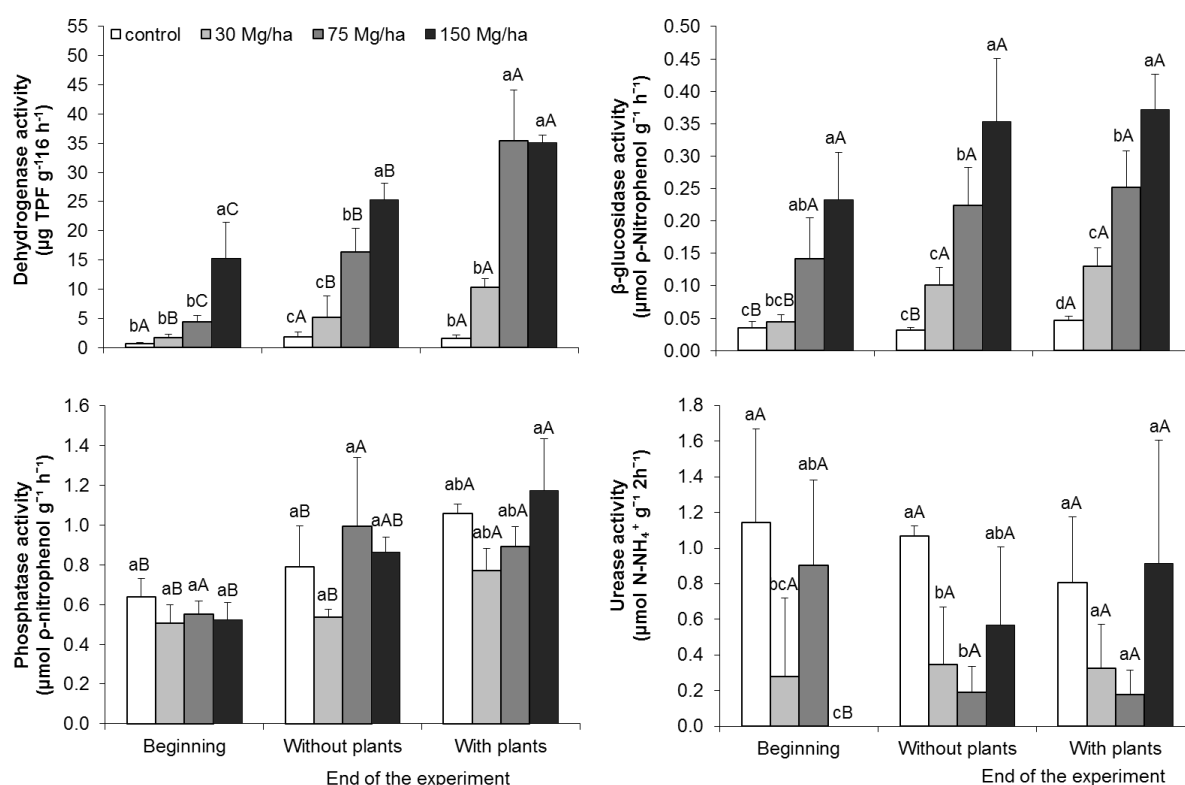 Dehydrogenase activity
(µg TPF g⁻¹16 h⁻¹)
control 30 Mg/ha 75 Mg/ha 150 Mg/ha
55
50
45
40
35
30
25
20
15
10
5
0
bA bA bC aC
cA cB bB aB
bA bA aA aA
β-glucosidase activity
(µmol ρ-Nitrophenol g⁻¹ h⁻¹)
0.50
0.45
0.40
0.35
0.30
0.25
0.20
0.15
0.10
0.05
0.00
cB bcB abA aA
cB cA bA aA
dA cA bA aA
Phosphatase activity
(µmol ρ-nitrophenol g⁻¹ h⁻¹)
1.6
1.4
1.2
1.0
0.8
0.6
0.4
0.2
0.0
aB aB aA aB
aB aB aA aAB
abA abA abA aA
Beginning Without plants With plants
End of the experiment
Urease activity
(µmol N-NH₄⁺ g⁻¹ 2h⁻¹)
1.8
1.6
1.4
1.2
1.0
0.8
0.6
0.4
0.2
0.0
aA bcA abA cB
aA bA bA abA
aA aA aA aA
Beginning Without plants With plants
End of the experiment